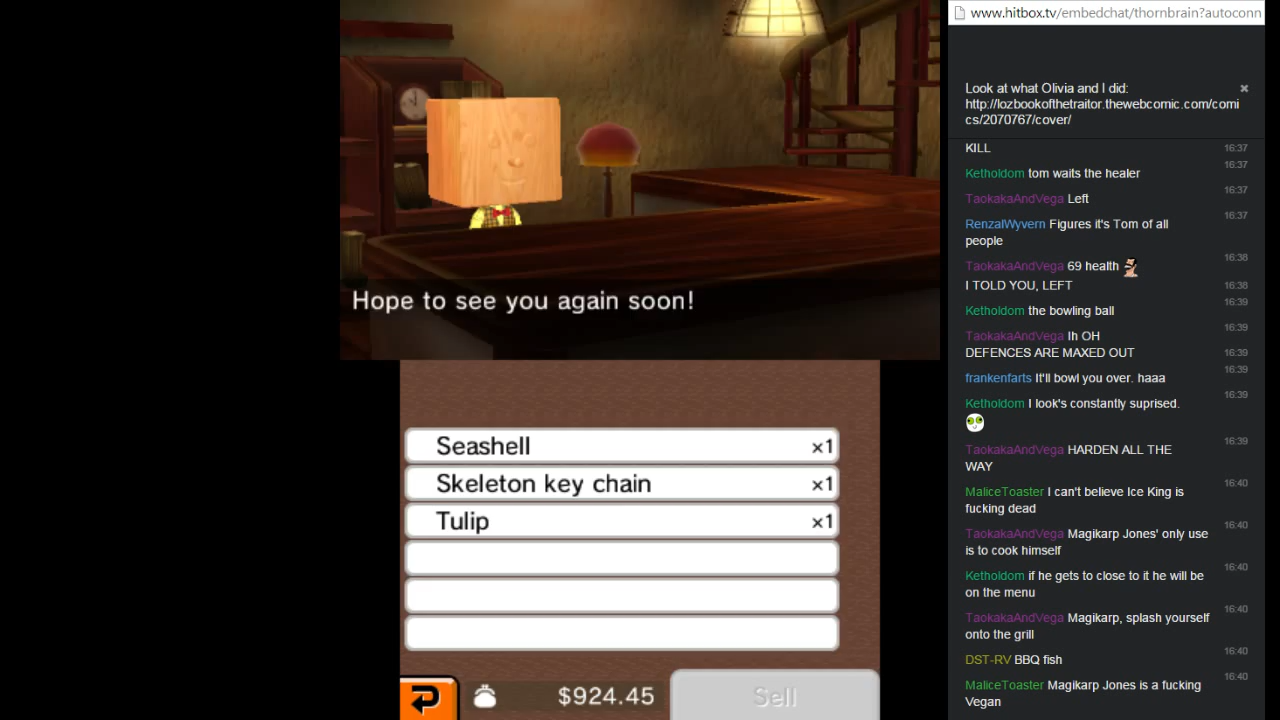 www.hitbox.tv/embedchat/thornbrain?autoconn
Look at what Olivia and I did:
http://lozbookofthetraitor.thewebcomic.com/comi
cs/2070767/cover/
KILL 16:37
Ketholdom tom waits the healer 16:37
TaokakaAndVega Left 16:37
RenzalWyvern Figures it's Tom of all 16:37
people
TaokakaAndVega 69 health 16:38
I TOLD YOU, LEFT 16:38
Ketholdom the bowling ball 16:39
TaokakaAndVega Ih OH 16:39
DEFENCES ARE MAXED OUT 16:39
frankenfarts It'll bowl you over. haaa 16:39
Ketholdom I look's constantly suprised. 16:39
TaokakaAndVega HARDEN ALL THE 16:39
WAY
MaliceToaster I can't believe Ice King is 16:40
fucking dead
TaokakaAndVega Magikarp Jones' only use 16:40
is to cook himself
Ketholdom if he gets to close to it he will be 16:40
on the menu
TaokakaAndVega Magikarp, splash yourself 16:40
onto the grill
DST-RV BBQ fish 16:40
MaliceToaster Magikarp Jones is a fucking 16:40
Vegan
Hope to see you again soon!
Seashell ×1
Skeleton key chain ×1
Tulip ×1
$924.45
Sell